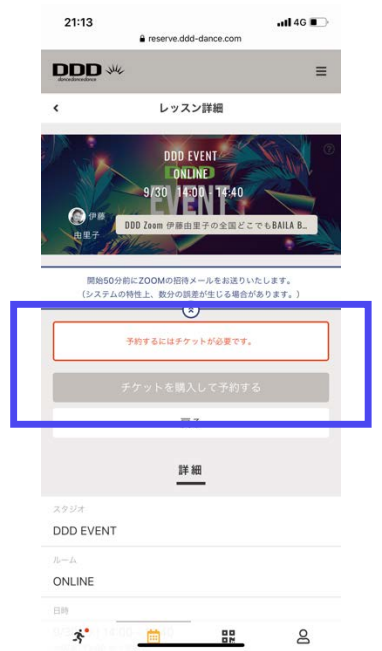 21:13
4G
reserve.ddd-dance.com
DDD
dancedancedance
レッスン詳細
DDD EVENT
ONLINE
9/30 14:00 - 14:40
伊藤
由里子
DDD Zoom 伊藤由里子の全国どこでもBAILA B...
開始50分前にZOOMの招待メールをお送りいたします。
(システムの特性上、数分の誤差が生じる場合があります。)
予約するにはチケットが必要です。
チケットを購入して予約する
詳細
スタジオ
DDD EVENT
ルーム
ONLINE
日時